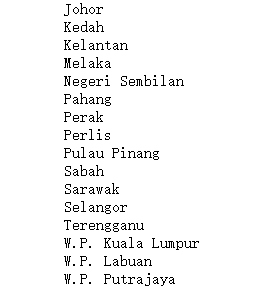 Johor
Kedah
Kelantan
Melaka
Negeri Sembilan
Pahang
Perak
Perlis
Pulau Pinang
Sabah
Sarawak
Selangor
Terengganu
W.P. Kuala Lumpur
W.P. Labuan
W.P. Putrajaya